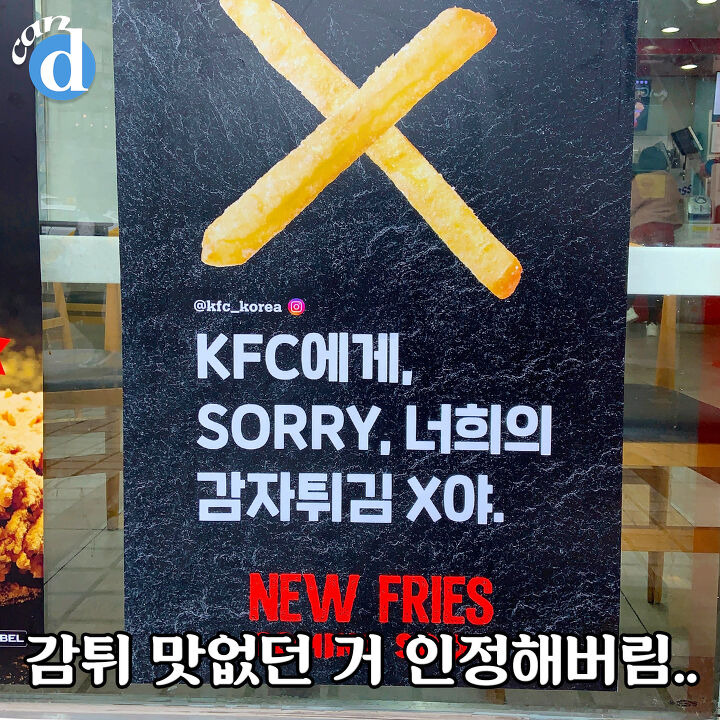 can
d
@kfc_korea
KFC에게,
SORRY, 너희의
감자튀김 X야.
NEW FRIES
BEL
감튀 맛없던 거 인정해버림..